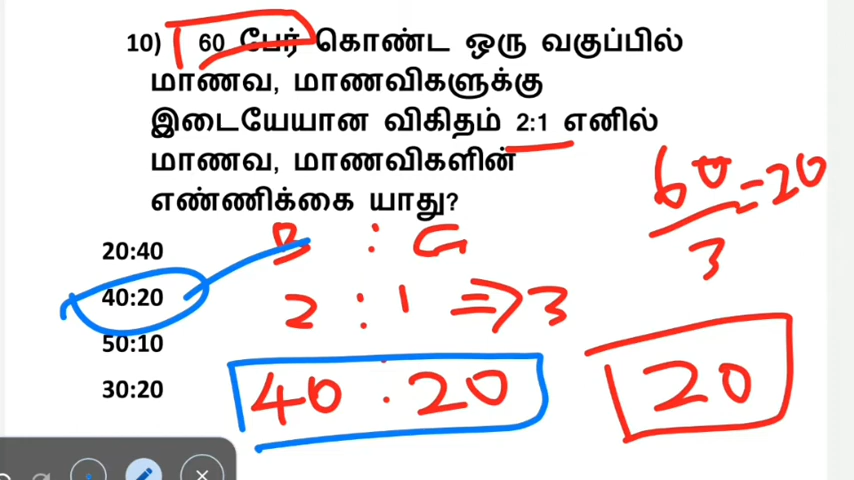 10) 60 பேர் கொண்ட ஒரு வகுப்பில்
மாணவ, மாணவிகளுக்கு
இடையேயான விகிதம் 2:1 எனில்
மாணவ, மாணவிகளின்
எண்ணிக்கை யாது?
60/3=20
20:40
B : G
40:20
2 : 1 => 3
50:10
30:20
40 : 20
20